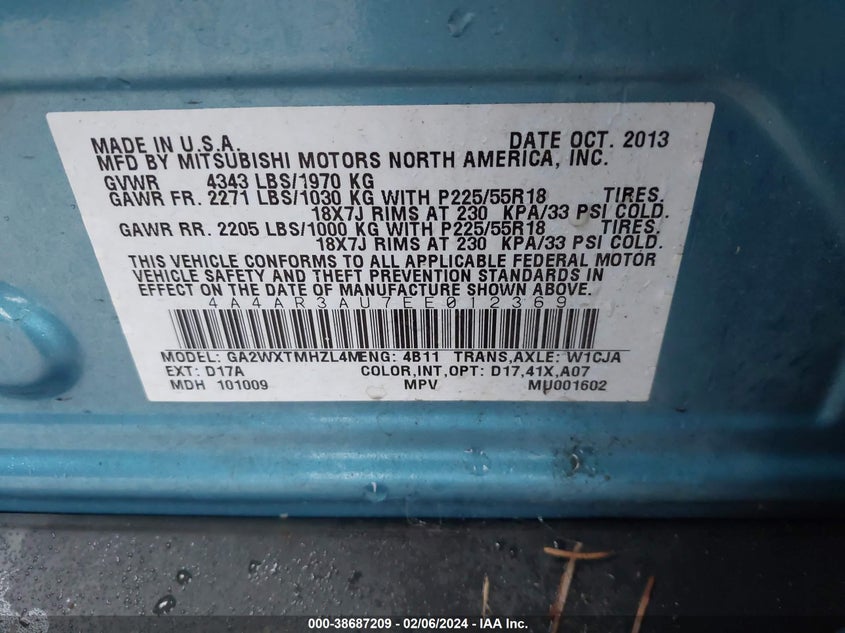 MADE IN U.S.A. DATE OCT. 2013
MFD BY MITSUBISHI MOTORS NORTH AMERICA, INC.
GVWR 4343 LBS/1970 KG
GAWR FR. 2271 LBS/1030 KG WITH P225/55R18 TIRES.
18X7J RIMS AT 230 KPA/33 PSI COLD.
GAWR RR. 2205 LBS/1000 KG WITH P225/55R18 TIRES.
18X7J RIMS AT 230 KPA/33 PSI COLD.
THIS VEHICLE CONFORMS TO ALL APPLICABLE FEDERAL MOTOR
VEHICLE SAFETY AND THEFT PREVENTION STANDARDS IN
EFFECT ON THE DATE OF MANUFACTURE SHOWN ABOVE.
4A4AR3AU7EE012369
MODEL: GA2WXTMHZL4M ENG: 4B11 TRANS,AXLE: W1CJA
EXT: D17A COLOR,INT,OPT: D17,41X,A07
MDH 101009 MPV MU001602
000-38687209 - 02/06/2024 - IAA Inc.